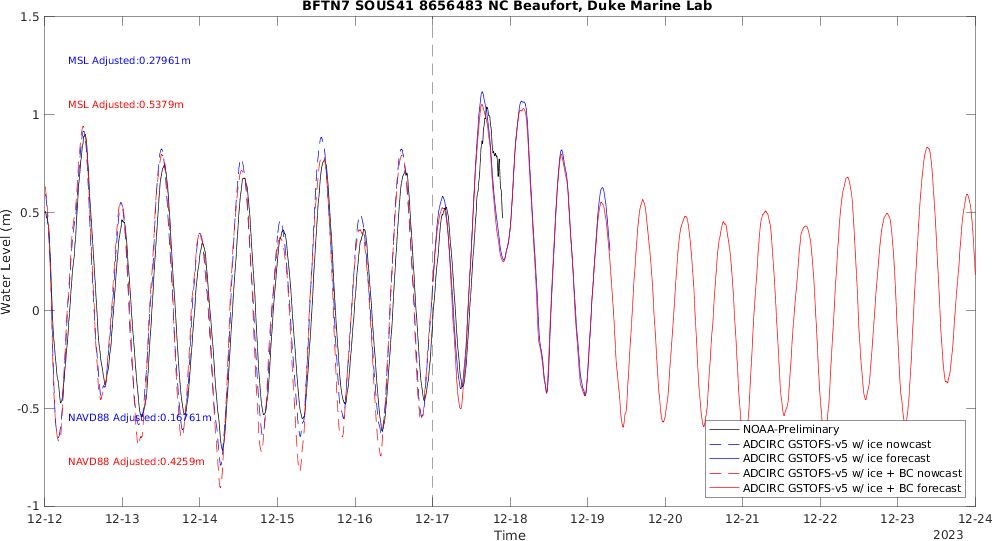 BFTN7 SOUS41 8656483 NC Beaufort, Duke Marine Lab
1.5
1
0.5
0
-0.5
-1
Water Level (m)
MSL Adjusted:0.27961m
MSL Adjusted:0.5379m
NAVD88 Adjusted:0.16761m
NAVD88 Adjusted:0.4259m
NOAA-Preliminary
ADCIRC GSTOFS-v5 w/ ice nowcast
ADCIRC GSTOFS-v5 w/ ice forecast
ADCIRC GSTOFS-v5 w/ ice + BC nowcast
ADCIRC GSTOFS-v5 w/ ice + BC forecast
12-12 12-13 12-14 12-15 12-16 12-17 12-18 12-19 12-20 12-21 12-22 12-23 12-24
Time
2023